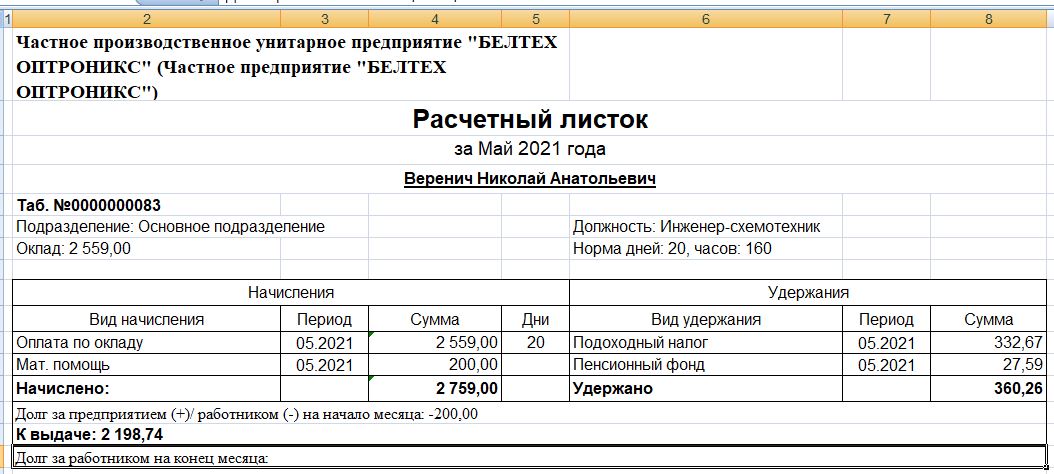 1 2 3 4 5 6 7 8
Частное производственное унитарное предприятие "БЕЛТЕХ
ОПТРОНИКС" (Частное предприятие "БЕЛТЕХ
ОПТРОНИКС")
Расчетный листок
за Май 2021 года
Веренич Николай Анатольевич
Таб. №0000000083
Подразделение: Основное подразделение Должность: Инженер-схемотехник
Оклад: 2 559,00 Норма дней: 20, часов: 160
Начисления Удержания
Вид начисления Период Сумма Дни Вид удержания Период Сумма
Оплата по окладу 05.2021 2 559,00 20 Подоходный налог 05.2021 332,67
Мат. помощь 05.2021 200,00 Пенсионный фонд 05.2021 27,59
Начислено: 2 759,00 Удержано 360,26
Долг за предприятием (+)/ работником (-) на начало месяца: -200,00
К выдаче: 2 198,74
Долг за работником на конец месяца: